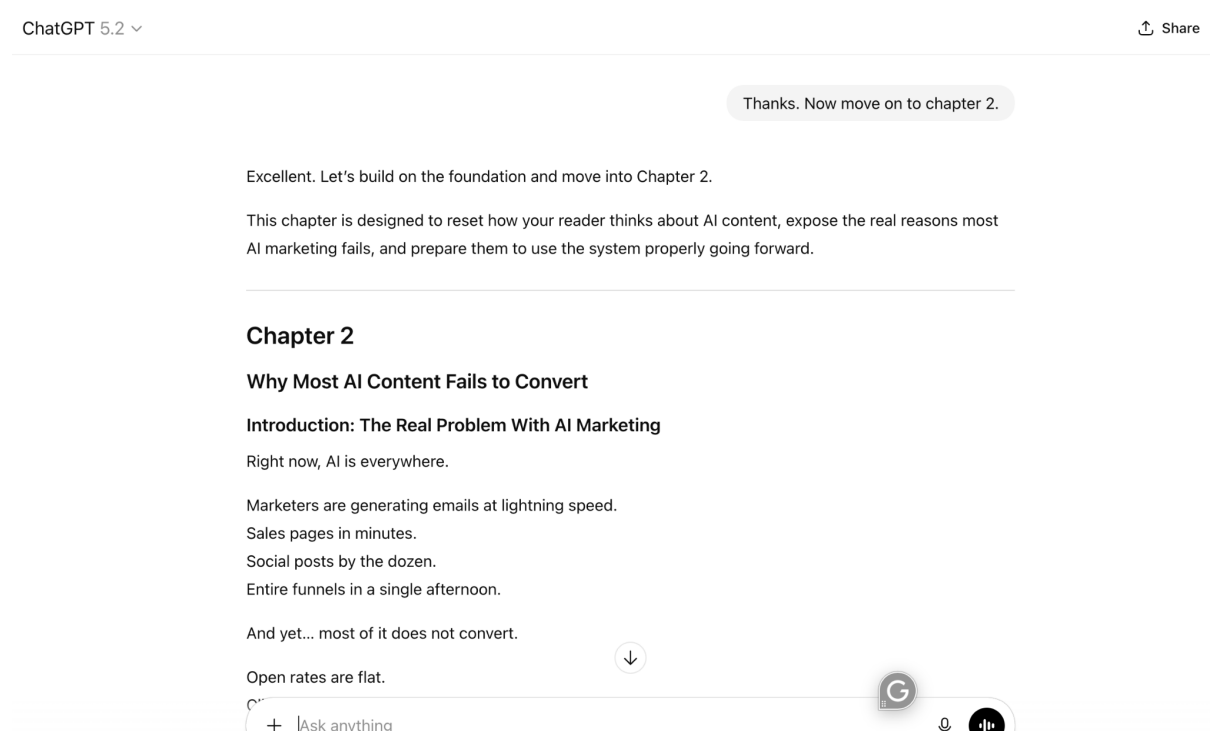 ChatGPT 5.2
Share
Thanks. Now move on to chapter 2.
Excellent. Let’s build on the foundation and move into Chapter 2.
This chapter is designed to reset how your reader thinks about AI content, expose the real reasons most
AI marketing fails, and prepare them to use the system properly going forward.
Chapter 2
Why Most AI Content Fails to Convert
Introduction: The Real Problem With AI Marketing
Right now, AI is everywhere.
Marketers are generating emails at lightning speed.
Sales pages in minutes.
Social posts by the dozen.
Entire funnels in a single afternoon.
And yet… most of it does not convert.
Open rates are flat.
G
Ask anything